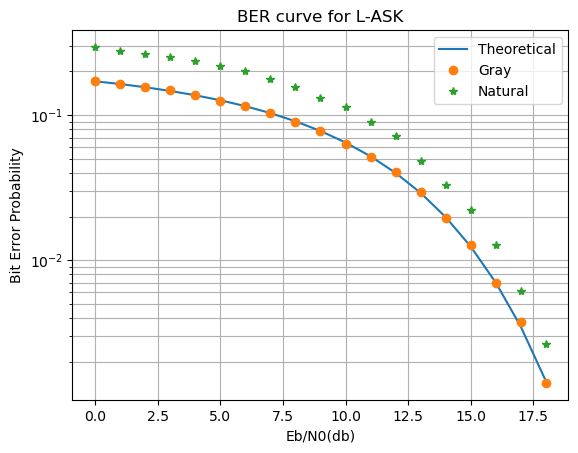 BER curve for L-ASK
Theoretical
Gray
Natural
Bit Error Probability
10⁻¹
10⁻²
0.0 2.5 5.0 7.5 10.0 12.5 15.0 17.5
Eb/N0(db)